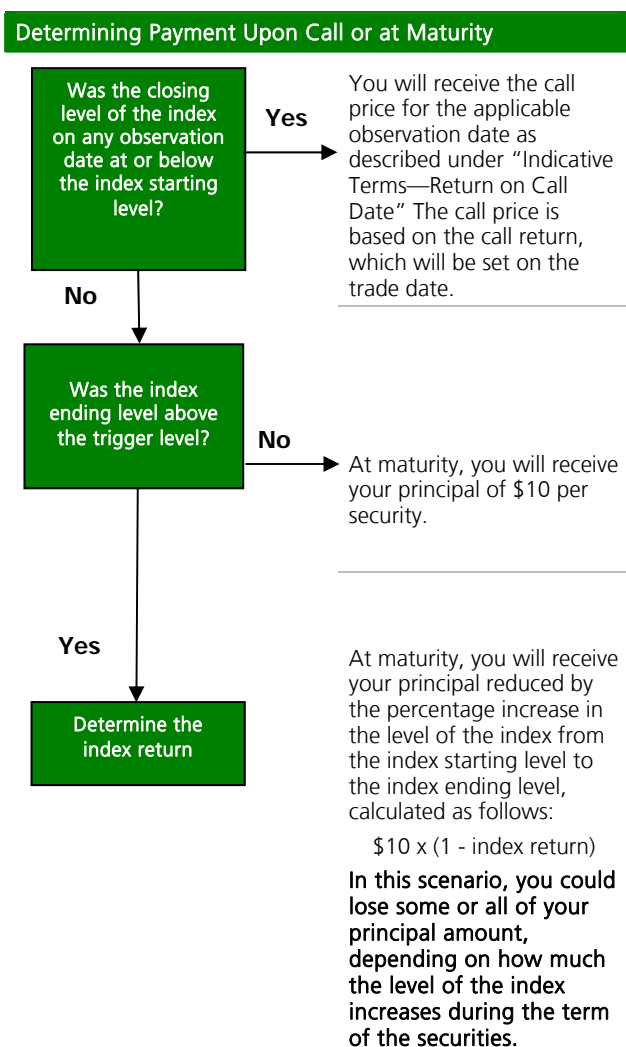 Determining Payment Upon Call or at Maturity
Was the closing
level of the index
on any observation
date at or below
the index starting
level?
Yes
You will receive the call
price for the applicable
observation date as
described under “Indicative
Terms—Return on Call
Date” The call price is
based on the call return,
which will be set on the
trade date.
No
Was the index
ending level above
the trigger level?
No
At maturity, you will receive
your principal of $10 per
security.
Yes
Determine the
index return
At maturity, you will receive
your principal reduced by
the percentage increase in
the level of the index from
the index starting level to
the index ending level,
calculated as follows:
$10 x (1 - index return)
In this scenario, you could
lose some or all of your
principal amount,
depending on how much
the level of the index
increases during the term
of the securities.